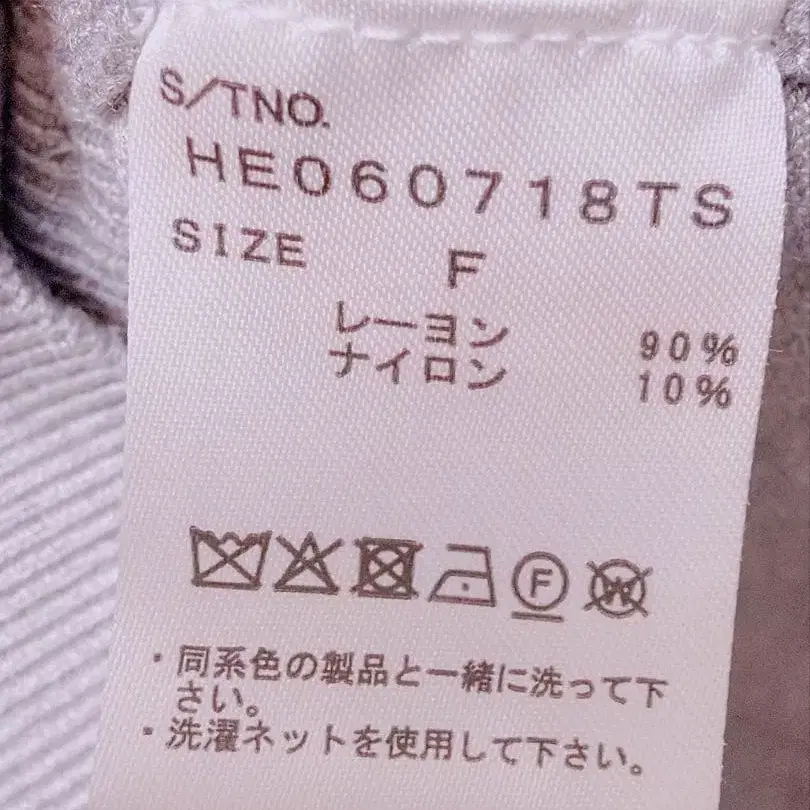 S/TNO.
HE060718TS
SIZE F
レーヨン 90%
ナイロン 10%
F W
・同系色の製品と一緒に洗って下
さい。
・洗濯ネットを使用して下さい。